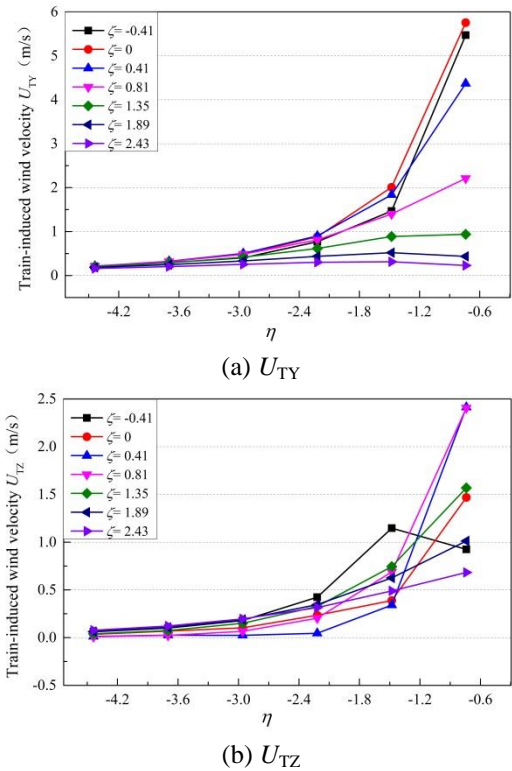 6
5
4
3
2
1
0
Train-induced wind velocity U_TY（m/s）
ζ= -0.41
ζ= 0
ζ= 0.41
ζ= 0.81
ζ= 1.35
ζ= 1.89
ζ= 2.43
-4.2 -3.6 -3.0 -2.4 -1.8 -1.2 -0.6
η
(a) U_TY
2.5
2.0
1.5
1.0
0.5
0.0
-0.5
Train-induced wind velocity U_TZ（m/s）
ζ= -0.41
ζ= 0
ζ= 0.41
ζ= 0.81
ζ= 1.35
ζ= 1.89
ζ= 2.43
-4.2 -3.6 -3.0 -2.4 -1.8 -1.2 -0.6
η
(b) U_TZ